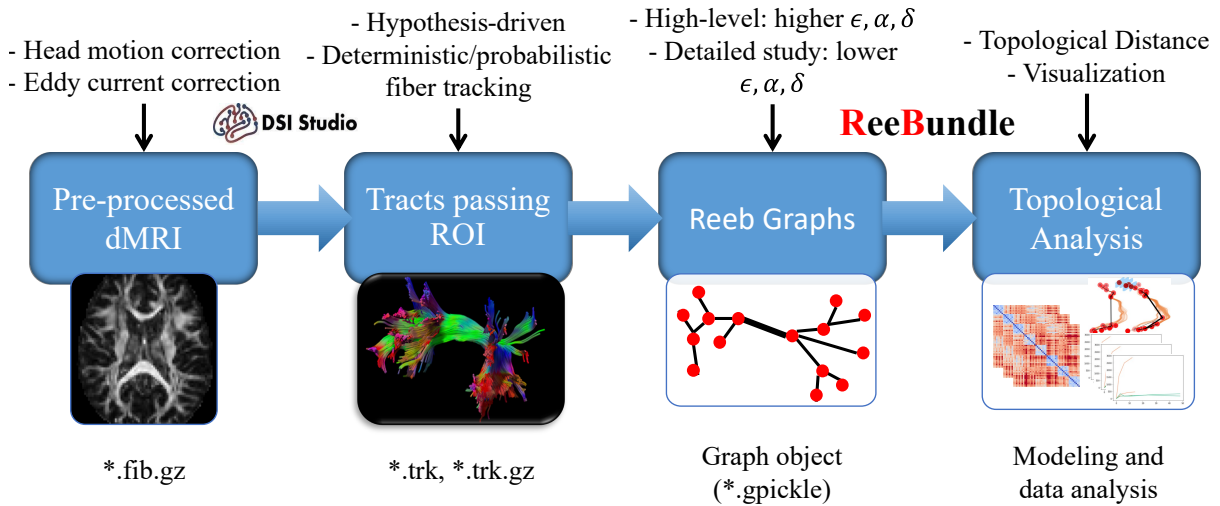 - Head motion correction
- Eddy current correction
- Hypothesis-driven
- Deterministic/probabilistic
fiber tracking
- High-level: higher ϵ, α, δ
- Detailed study: lower
ϵ, α, δ
- Topological Distance
- Visualization
DSI Studio
ReeBundle
Pre-processed
dMRI
Tracts passing
ROI
Reeb Graphs
Topological
Analysis
*.fib.gz
*.trk, *.trk.gz
Graph object
(*.gpickle)
Modeling and
data analysis